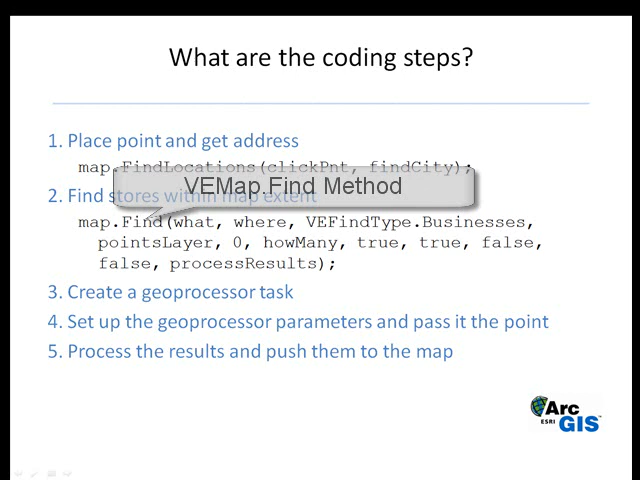 What are the coding steps?
1. Place point and get address
map.FindLocations(clickPnt, findCity);
2. Find stores within map extent
VEMap.Find Method
map.Find(what, where, VEFindType.Businesses,
pointsLayer, 0, howMany, true, true, false,
false, processResults);
3. Create a geoprocessor task
4. Set up the geoprocessor parameters and pass it the point
5. Process the results and push them to the map
Arc
ESRI GIS